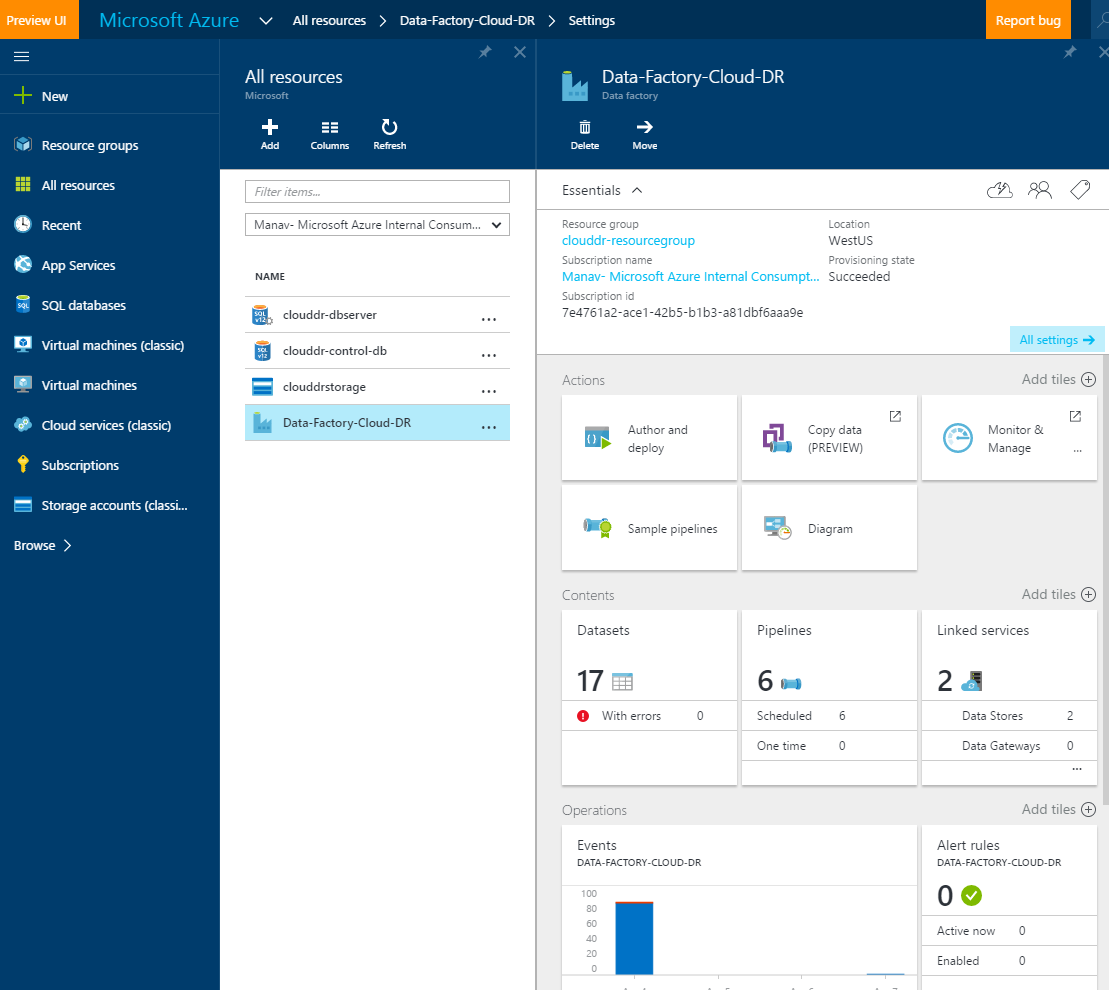 Preview UI
Microsoft Azure
All resources > Data-Factory-Cloud-DR > Settings
Report bug
New
Resource groups
All resources
Recent
App Services
SQL databases
Virtual machines (classic)
Virtual machines
Cloud services (classic)
Subscriptions
Storage accounts (classi...
Browse >
All resources
Microsoft
Add
Columns
Refresh
Filter items...
Manav- Microsoft Azure Internal Consum...
NAME
clouddr-dbserver ...
clouddr-control-db ...
clouddrstorage ...
Data-Factory-Cloud-DR ...
Data-Factory-Cloud-DR
Data factory
Delete
Move
Essentials
Resource group
clouddr-resourcegroup
Subscription name
Manav- Microsoft Azure Internal Consumpt...
Subscription id
7e4761a2-ace1-42b5-b1b3-a81dbf6aaa9e
Location
WestUS
Provisioning state
Succeeded
All settings →
Actions
Add tiles
Author and
deploy
Copy data
(PREVIEW)
Monitor &
Manage
...
Sample pipelines
Diagram
Contents
Add tiles
Datasets
17
With errors 0
Pipelines
6
Scheduled 6
One time 0
Linked services
2
Data Stores 2
Data Gateways 0
...
Operations
Add tiles
Events
DATA-FACTORY-CLOUD-DR
100
80
60
40
20
0
Alert rules
DATA-FACTORY-CLOUD-DR
0
Active now 0
Enabled 0